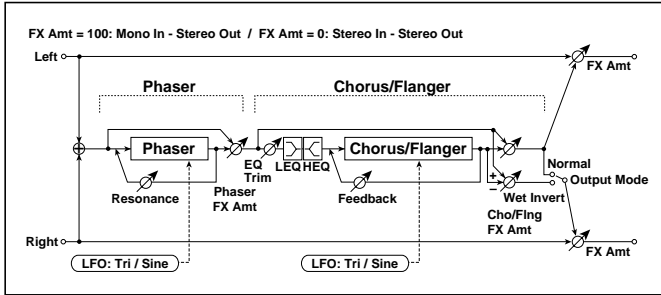 FX Amt = 100: Mono In - Stereo Out / FX Amt = 0: Stereo In - Stereo Out
Left
FX Amt
Phaser
Chorus/Flanger
Phaser
EQ
Trim
LEQ
HEQ
Chorus/Flanger
Normal
Output Mode
Resonance
Phaser
FX Amt
Feedback
+
–
Wet Invert
Cho/Flng
FX Amt
Right
FX Amt
LFO: Tri / Sine
LFO: Tri / Sine